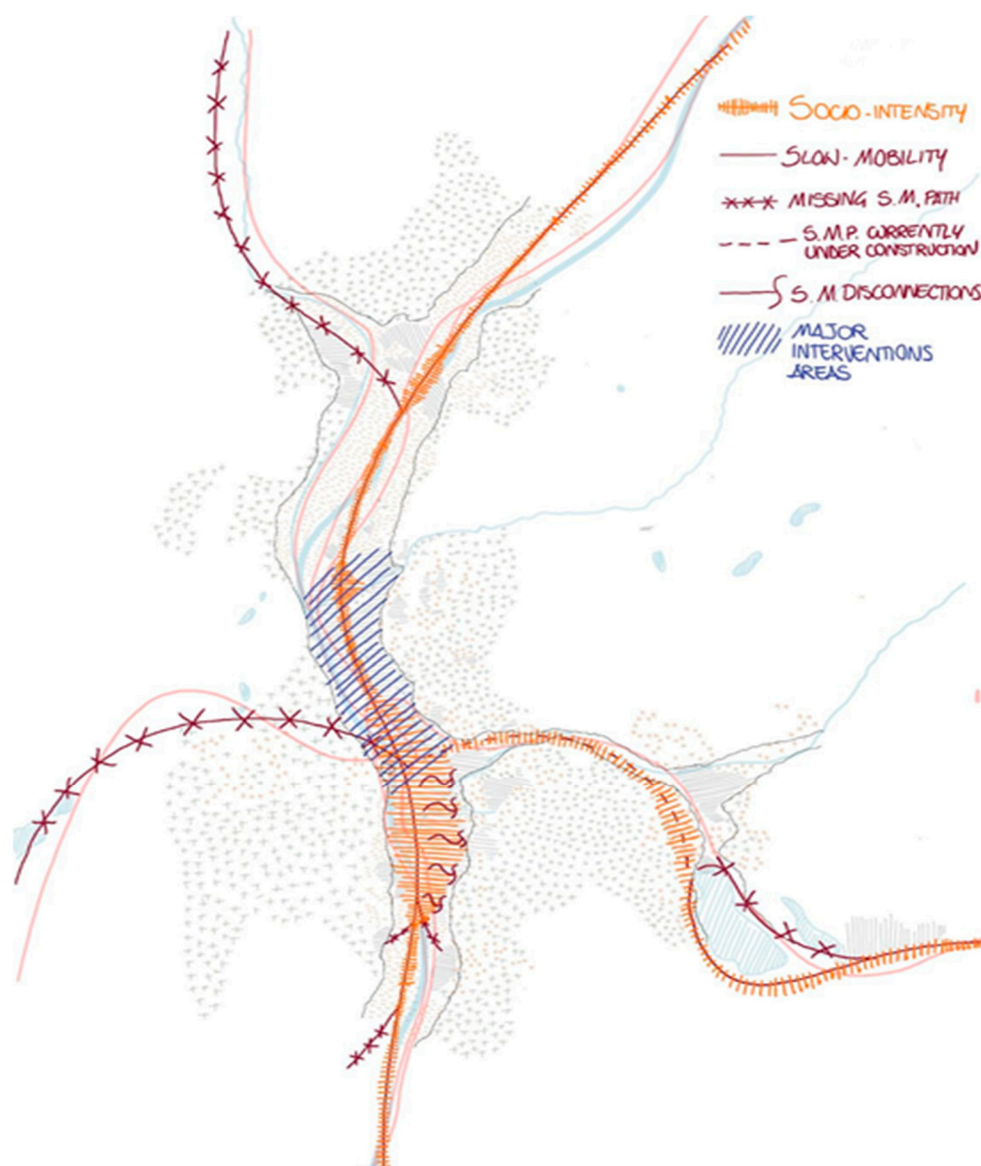 SOCIO-INTENSITY
SLOW-MOBILITY
MISSING S.M. PATH
S.M.P. CURRENTLY
UNDER CONSTRUCTION
S.M. DISCONNECTIONS
MAJOR
INTERVENTIONS
AREAS